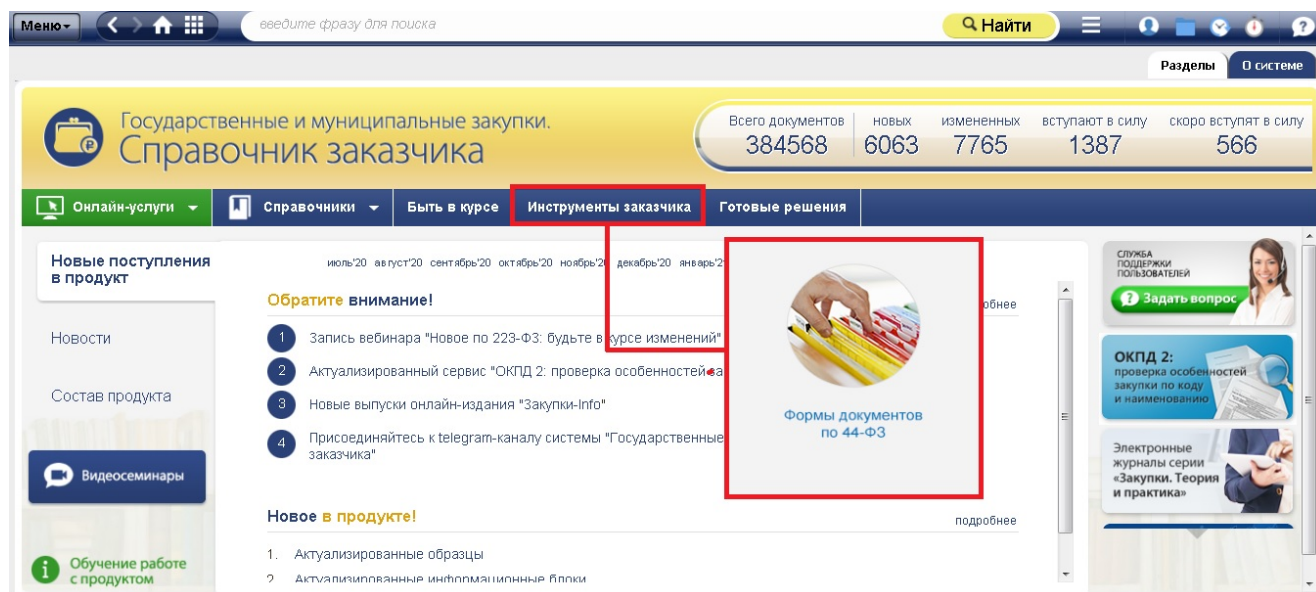 Меню
введите фразу для поиска
Найти
Разделы
О системе
Государственные и муниципальные закупки.
Справочник заказчика
Всего документов
384568
новых
6063
измененных
7765
вступают в силу
1387
скоро вступят в силу
566
Онлайн-услуги
Справочники
Быть в курсе
Инструменты заказчика
Готовые решения
Новые поступления
в продукт
Новости
Состав продукта
Видеосеминары
Обучение работе
с продуктом
июль'20 август'20 сентябрь'20 октябрь'20 ноябрь'20 декабрь'20
Обратите внимание!
1 Запись вебинара "Новое по 223-ФЗ: будьте в курсе изменений"
2 Актуализированный сервис "ОКПД 2: проверка особенностей
3 Новые выпуски онлайн-издания "Закупки-Info"
4 Присоединяйтесь к telegram-каналу системы "Государственные
заказчика"
Новое в продукте!
подробнее
1. Актуализированные образцы
2. Актуализированные информационные блоки
Формы документов
по 44-ФЗ
СЛУЖБА
ПОДДЕРЖКИ
ПОЛЬЗОВАТЕЛЕЙ
Задать вопрос
ОКПД 2:
проверка особенностей
закупки по коду
и наименованию
Электронные
журналы серии
«Закупки. Теория
и практика»